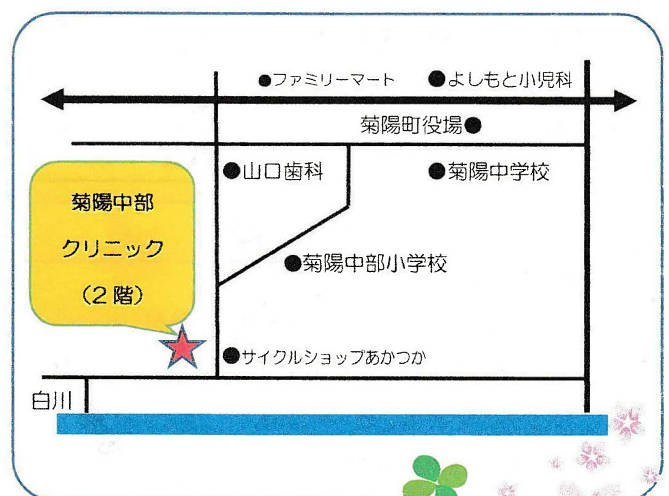 ●ファミリーマート
●よしもと小児科
菊陽町役場●
●山口歯科
●菊陽中学校
菊陽中部
クリニック
（2階）
●菊陽中部小学校
●サイクルショップあかつか
白川